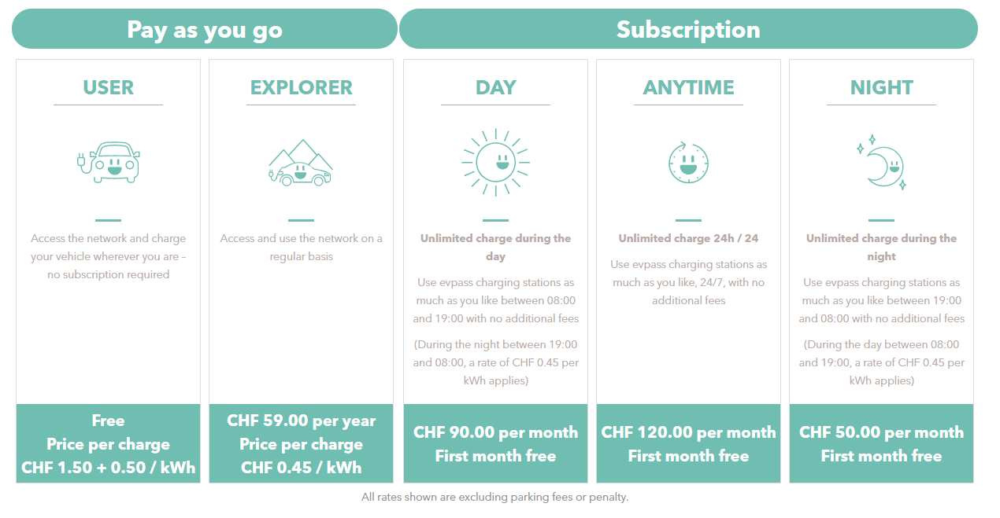 Pay as you go
Subscription
USER
Access the network and charge
your vehicle wherever you are –
no subscription required
Free
Price per charge
CHF 1.50 + 0.50 / kWh
EXPLORER
Access and use the network on a
regular basis
CHF 59.00 per year
Price per charge
CHF 0.45 / kWh
DAY
Unlimited charge during the
day
Use evpass charging stations as
much as you like between 08:00
and 19:00 with no additional fees
(During the night between 19:00
and 08:00, a rate of CHF 0.45 per
kWh applies)
CHF 90.00 per month
First month free
ANYTIME
Unlimited charge 24h / 24
Use evpass charging stations as
much as you like, 24/7, with no
additional fees
CHF 120.00 per month
First month free
NIGHT
Unlimited charge during the
night
Use evpass charging stations as
much as you like between 19:00
and 08:00 with no additional fees
(During the day between 08:00
and 19:00, a rate of CHF 0.45 per
kWh applies)
CHF 50.00 per month
First month free
All rates shown are excluding parking fees or penalty.